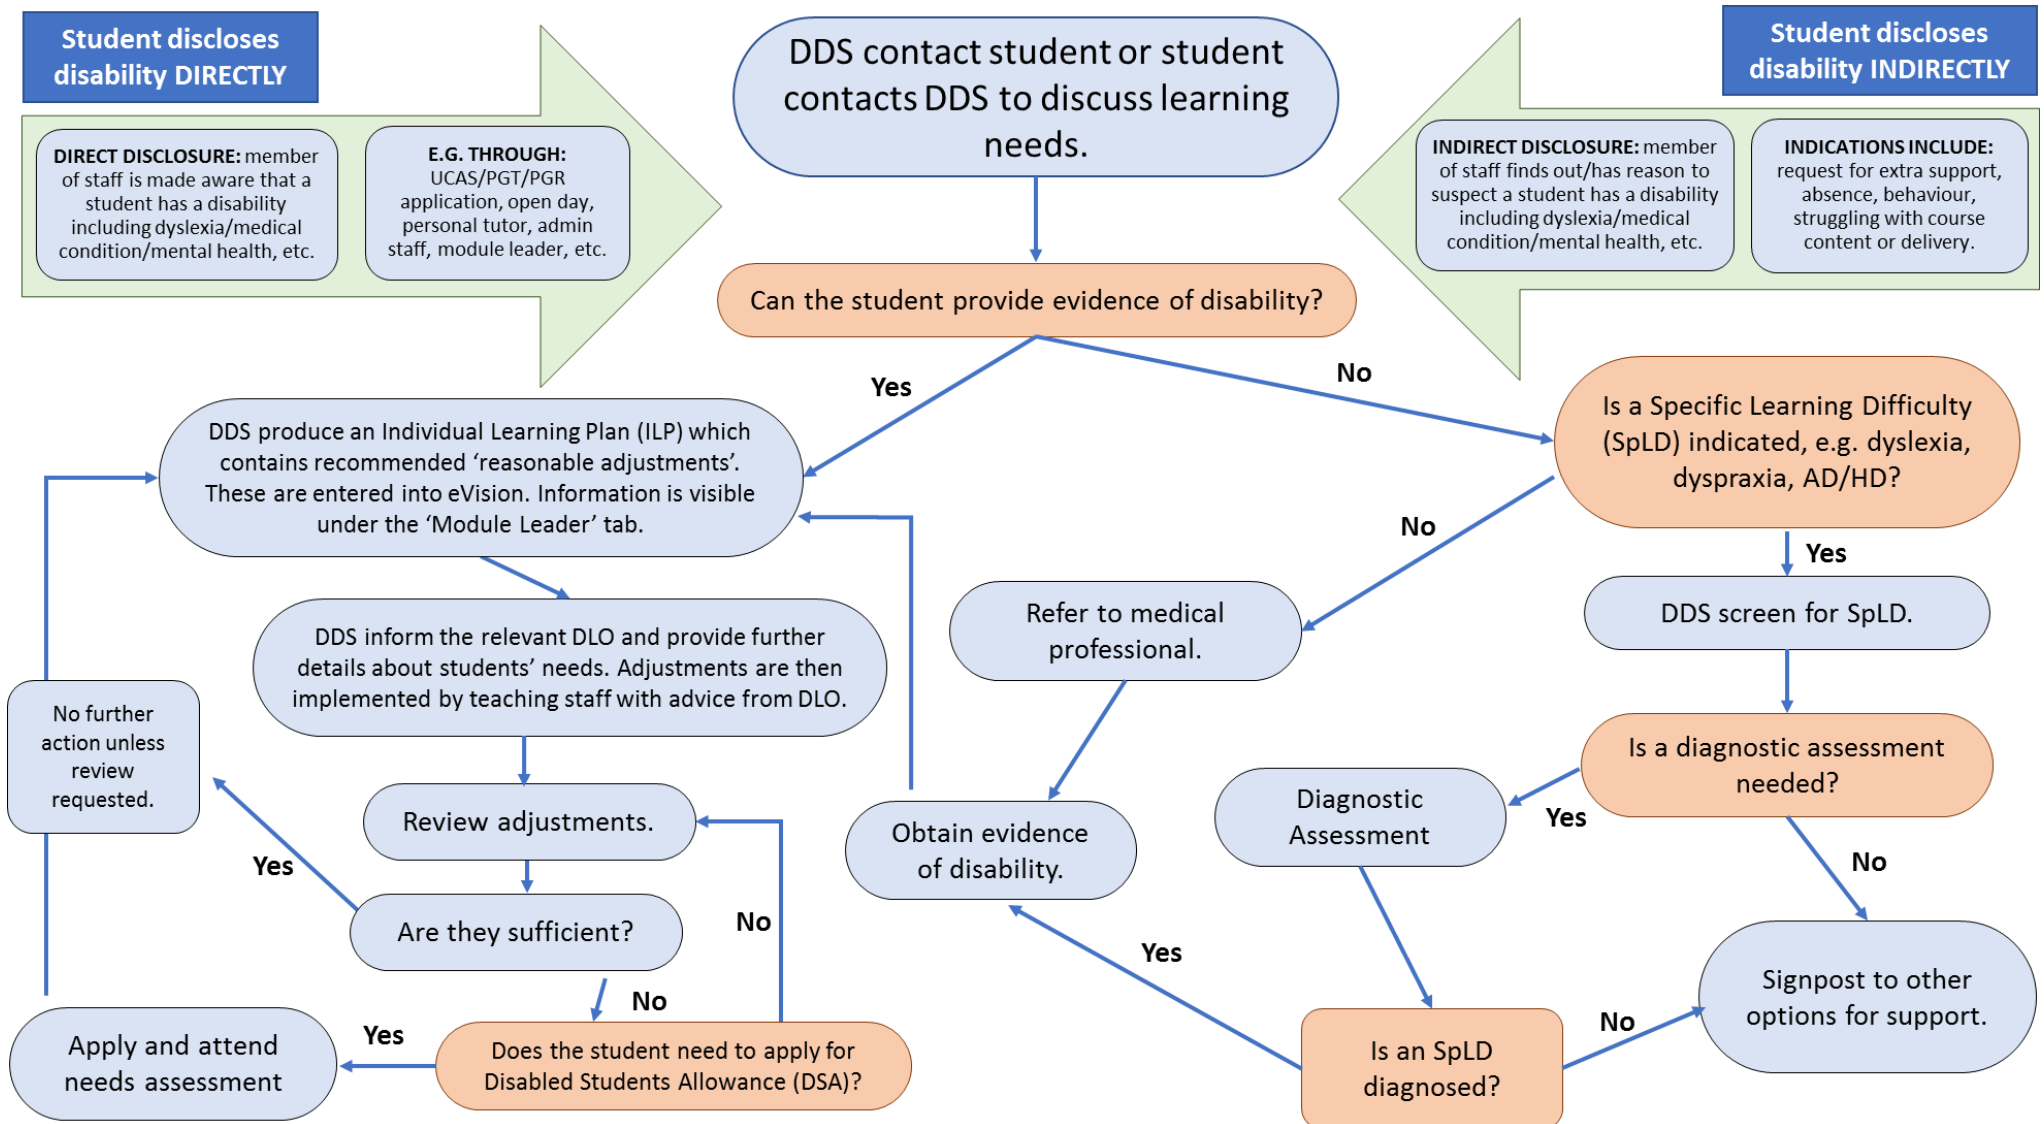 Student discloses
disability DIRECTLY
DIRECT DISCLOSURE: member
of staff is made aware that a
student has a disability
including dyslexia/medical
condition/mental health, etc.
E.G. THROUGH:
UCAS/PGT/PGR
application, open day,
personal tutor, admin
staff, module leader, etc.
DDS contact student or student
contacts DDS to discuss learning
needs.
Student discloses
disability INDIRECTLY
INDIRECT DISCLOSURE: member
of staff finds out/has reason to
suspect a student has a disability
including dyslexia/medical
condition/mental health, etc.
INDICATIONS INCLUDE:
request for extra support,
absence, behaviour,
struggling with course
content or delivery.
Can the student provide evidence of disability?
Yes
No
DDS produce an Individual Learning Plan (ILP) which
contains recommended ‘reasonable adjustments’.
These are entered into eVision. Information is visible
under the ‘Module Leader’ tab.
Is a Specific Learning Difficulty
(SpLD) indicated, e.g. dyslexia,
dyspraxia, AD/HD?
No
Yes
Refer to medical
professional.
DDS screen for SpLD.
DDS inform the relevant DLO and provide further
details about students’ needs. Adjustments are then
implemented by teaching staff with advice from DLO.
No further
action unless
review
requested.
Is a diagnostic assessment
needed?
Review adjustments.
Obtain evidence
of disability.
Diagnostic
Assessment
Yes
No
Yes
Are they sufficient?
No
Yes
Signpost to other
options for support.
No
Yes
Apply and attend
needs assessment
Does the student need to apply for
Disabled Students Allowance (DSA)?
Is an SpLD
diagnosed?
No